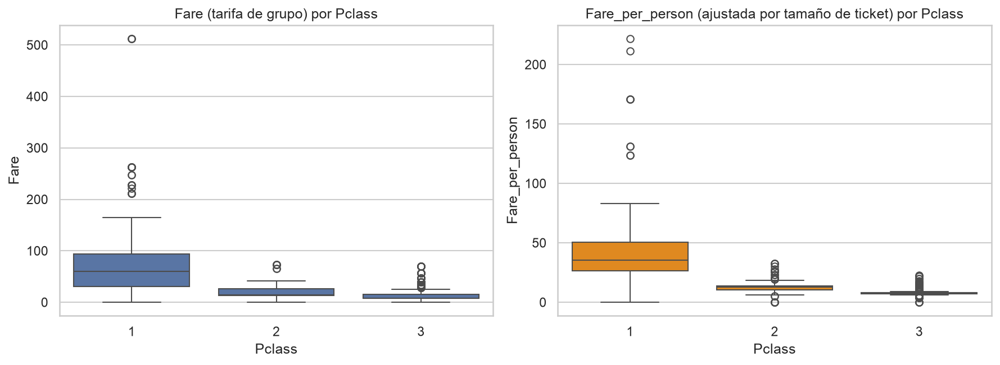 Fare (tarifa de grupo) por Pclass
Fare
500
400
300
200
100
0
1 2 3
Pclass
Fare_per_person (ajustada por tamaño de ticket) por Pclass
Fare_per_person
200
150
100
50
0
1 2 3
Pclass